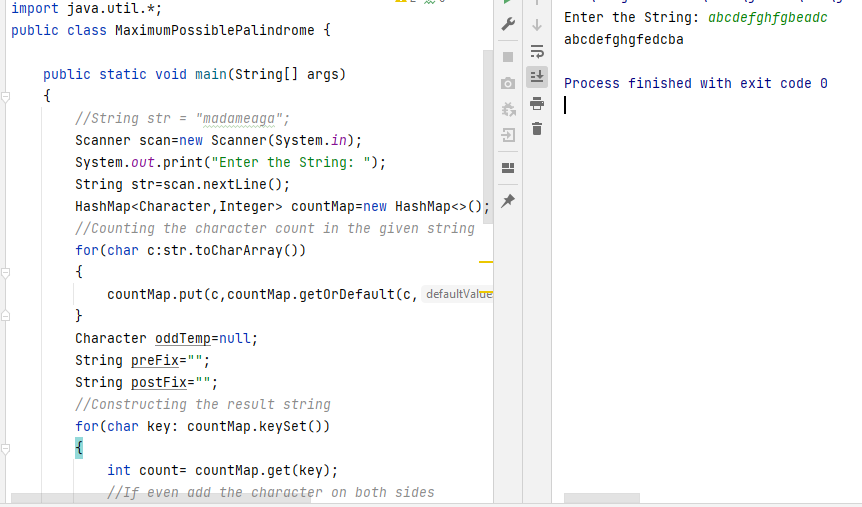 import java.util.*;
public class MaximumPossiblePalindrome {
public static void main(String[] args)
{
//String str = "madameaga";
Scanner scan=new Scanner(System.in);
System.out.print("Enter the String: ");
String str=scan.nextLine();
HashMap<Character,Integer> countMap=new HashMap<>();
//Counting the character count in the given string
for(char c:str.toCharArray())
{
countMap.put(c,countMap.getOrDefault(c, defaultValue
}
Character oddTemp=null;
String preFix="";
String postFix="";
//Constructing the result string
for(char key: countMap.keySet())
{
int count= countMap.get(key);
//If even add the character on both sides
Enter the String: abcdefghfgbeadc
abcdefghgfedcba
Process finished with exit code 0